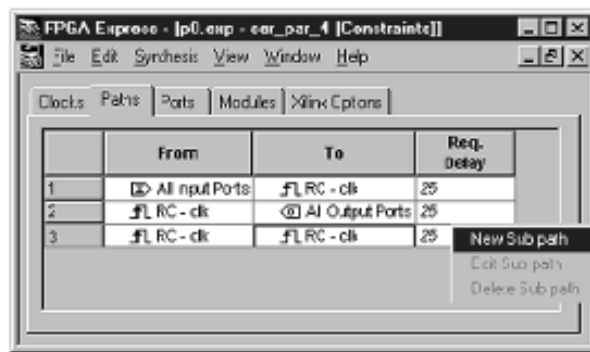 FPGA Express - [p0.exp - ser_par_4 [Constraints]]
File Edit Synthesis View Window Help
Clocks Paths Ports Modules Xilinx Options
From To Req. Delay
1 All Input Ports RC - clk 25
2 RC - clk All Output Ports 25
3 RC - clk RC - clk 25
New Sub path
Edit Sub path
Delete Sub path